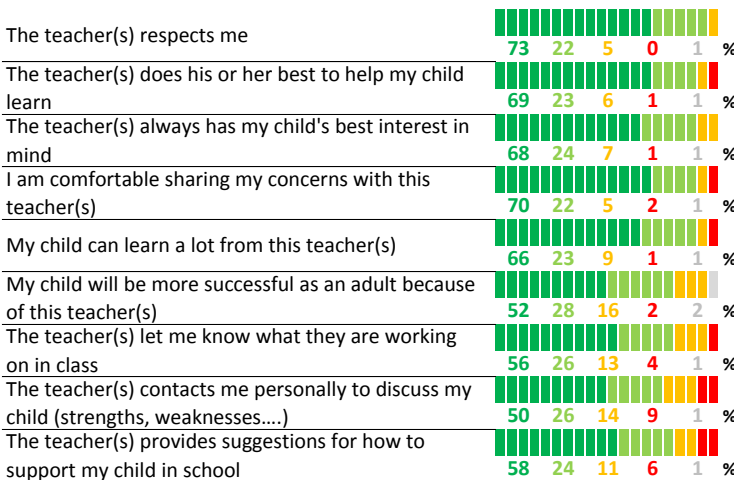 The teacher(s) respects me
73 22 5 0 1 %
The teacher(s) does his or her best to help my child
learn
69 23 6 1 1 %
The teacher(s) always has my child's best interest in
mind
68 24 7 1 1 %
I am comfortable sharing my concerns with this
teacher(s)
70 22 5 2 1 %
My child can learn a lot from this teacher(s)
66 23 9 1 1 %
My child will be more successful as an adult because
of this teacher(s)
52 28 16 2 2 %
The teacher(s) let me know what they are working
on in class
56 26 13 4 1 %
The teacher(s) contacts me personally to discuss my
child (strengths, weaknesses....)
50 26 14 9 1 %
The teacher(s) provides suggestions for how to
support my child in school
58 24 11 6 1 %